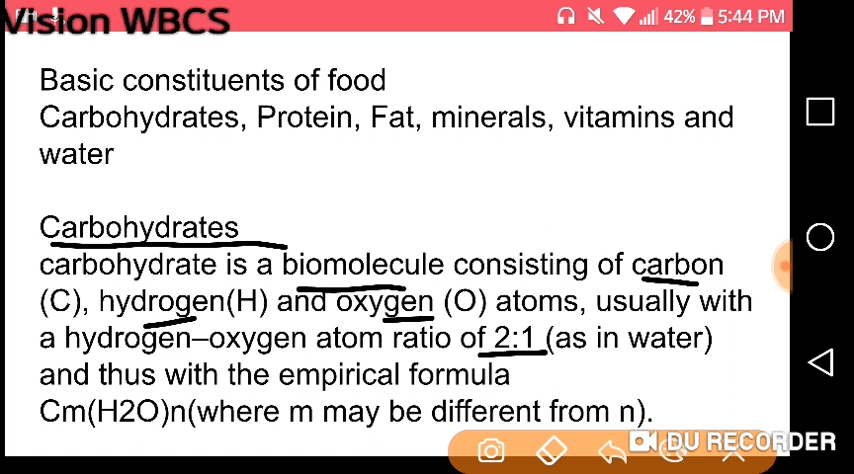 Vision WBCS
42% 5:44 PM
Basic constituents of food
Carbohydrates, Protein, Fat, minerals, vitamins and
water
Carbohydrates
carbohydrate is a biomolecule consisting of carbon
(C), hydrogen(H) and oxygen (O) atoms, usually with
a hydrogen–oxygen atom ratio of 2:1 (as in water)
and thus with the empirical formula
Cm(H2O)n(where m may be different from n).
DU RECORDER